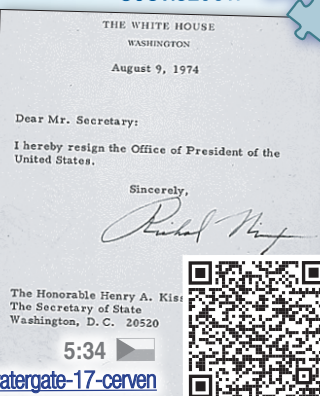 THE WHITE HOUSE
WASHINGTON
August 9, 1974
Dear Mr. Secretary:
I hereby resign the Office of President of the
United States.
Sincerely,
The Honorable Henry A.
The Secretary of State
Washington, D.C. 20520
5:34
atergate-17-cerven